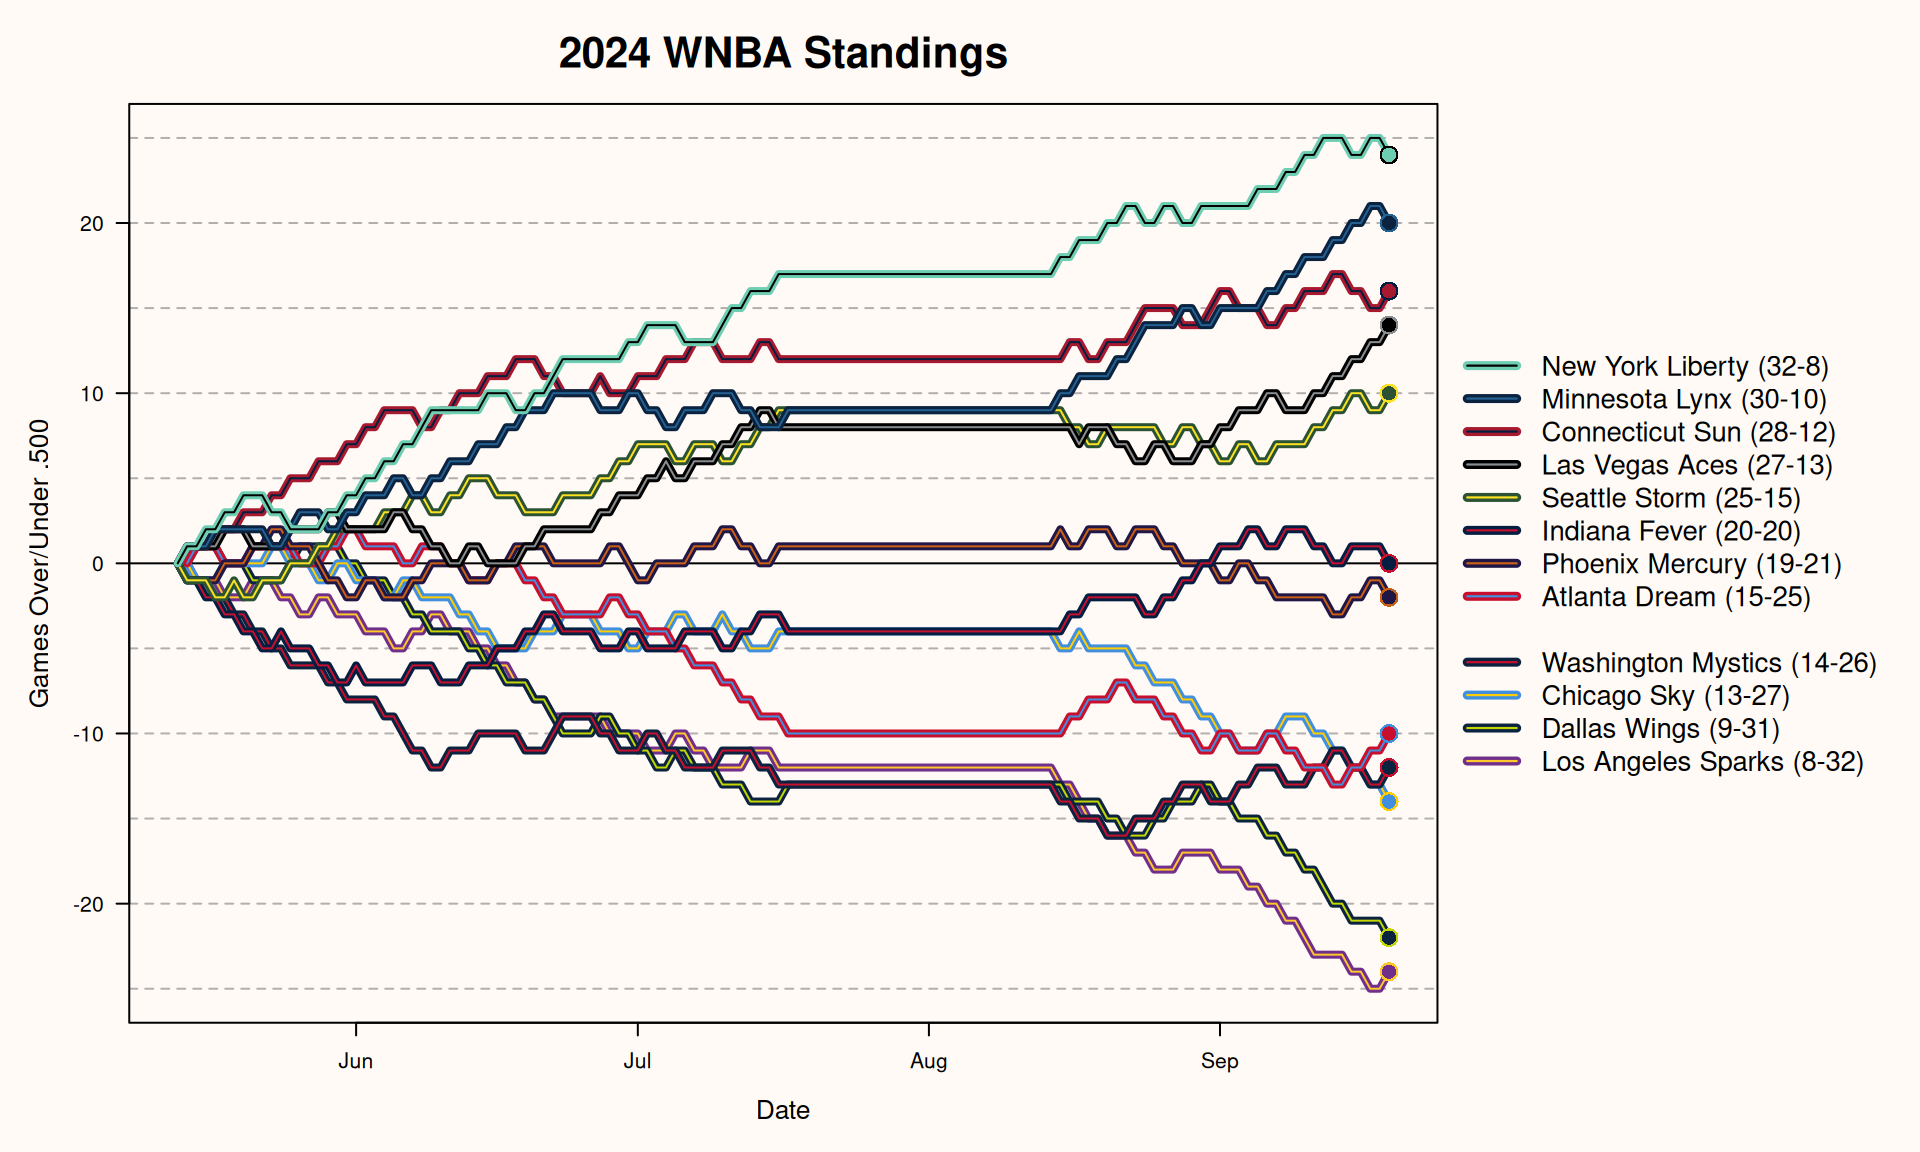 2024 WNBA Standings
Games Over/Under .500
20
10
0
-10
-20
Jun
Jul
Aug
Sep
Date
New York Liberty (32-8)
Minnesota Lynx (30-10)
Connecticut Sun (28-12)
Las Vegas Aces (27-13)
Seattle Storm (25-15)
Indiana Fever (20-20)
Phoenix Mercury (19-21)
Atlanta Dream (15-25)
Washington Mystics (14-26)
Chicago Sky (13-27)
Dallas Wings (9-31)
Los Angeles Sparks (8-32)